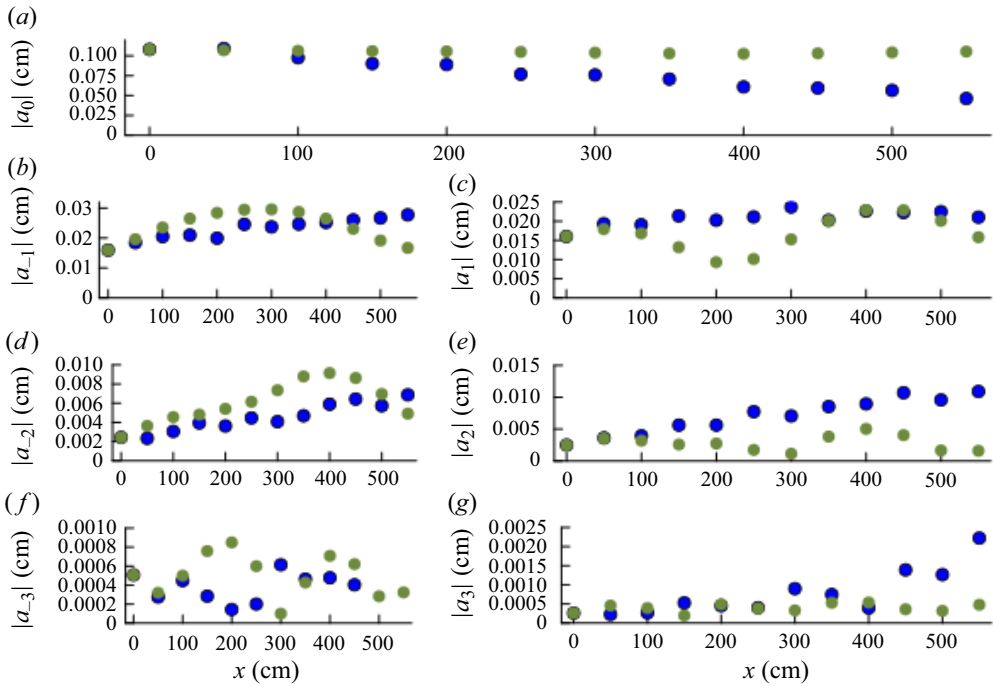 (a)
|a0| (cm)
0.100
0.075
0.050
0.025
0
0 100 200 300 400 500
(b)
|a−1| (cm)
0.03
0.02
0.01
0
0 100 200 300 400 500
(c)
|a1| (cm)
0.025
0.020
0.015
0.010
0.005
0
0 100 200 300 400 500
(d)
|a−2| (cm)
0.010
0.008
0.006
0.004
0.002
0
0 100 200 300 400 500
(e)
|a2| (cm)
0.015
0.010
0.005
0
0 100 200 300 400 500
(f)
|a−3| (cm)
0.0010
0.0008
0.0006
0.0004
0.0002
0
0 100 200 300 400 500
x (cm)
(g)
|a3| (cm)
0.0025
0.0020
0.0015
0.0010
0.0005
0
0 100 200 300 400 500
x (cm)